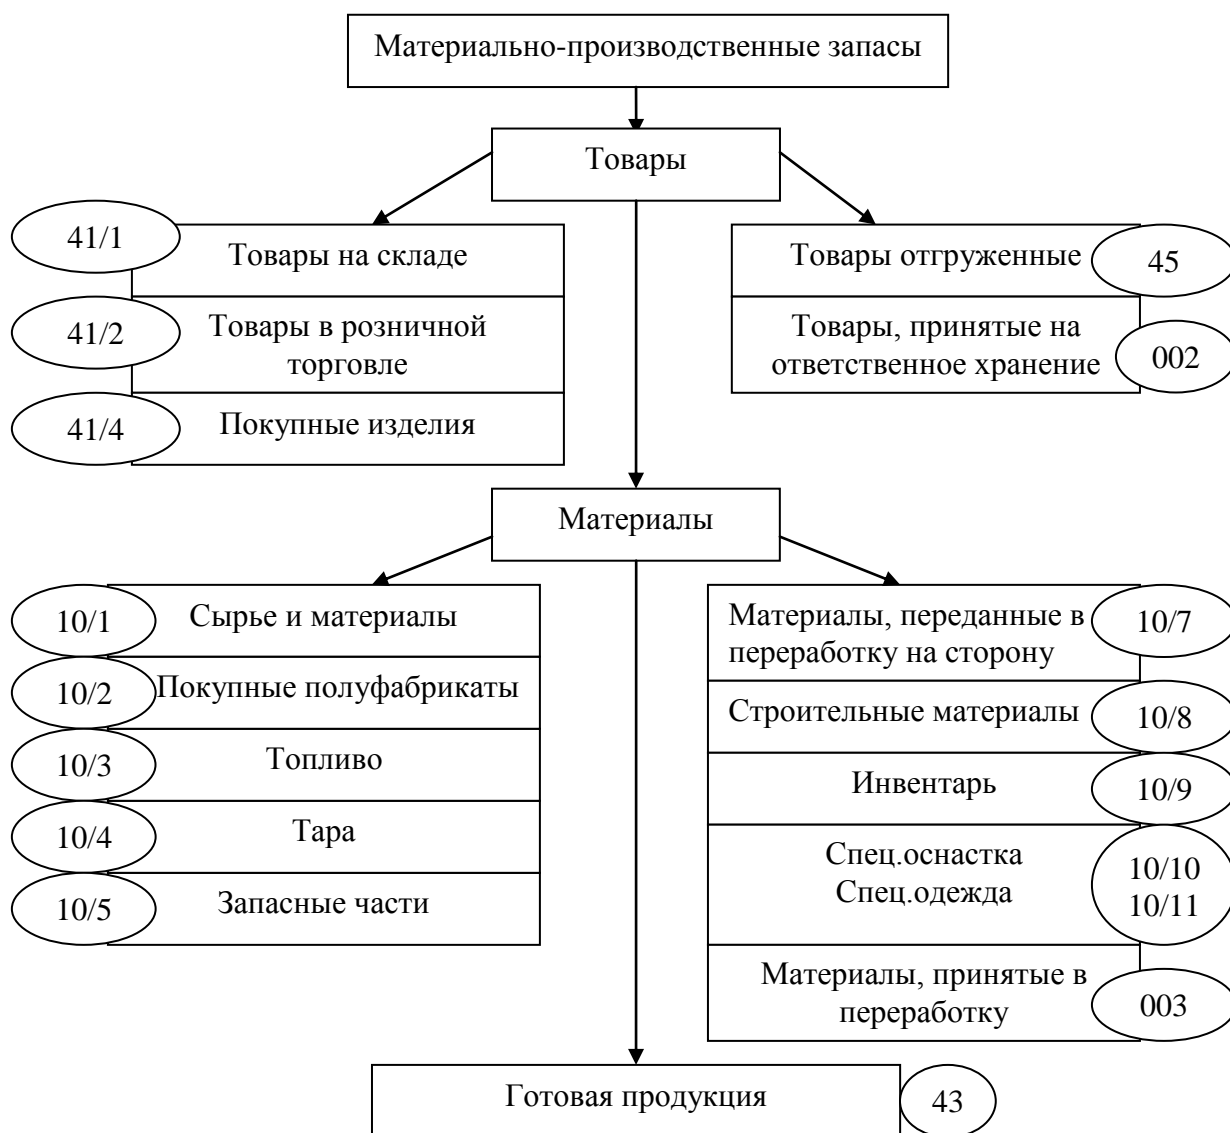 Материально-производственные запасы
Товары
41/1
Товары на складе
41/2
Товары в розничной
торговле
41/4
Покупные изделия
Товары отгруженные
45
Товары, принятые на
ответственное хранение
002
Материалы
10/1
Сырье и материалы
10/2
Покупные полуфабрикаты
10/3
Топливо
10/4
Тара
10/5
Запасные части
Материалы, переданные в
переработку на сторону
10/7
Строительные материалы
10/8
Инвентарь
10/9
Спец.оснастка
Спец.одежда
10/10
10/11
Материалы, принятые в
переработку
003
Готовая продукция
43